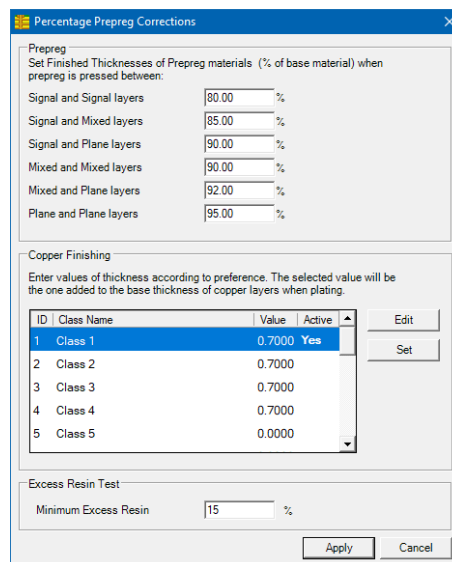 Percentage Prepreg Corrections
Prepreg
Set Finished Thicknesses of Prepreg materials (% of base material) when
prepreg is pressed between:
Signal and Signal layers 80.00 %
Signal and Mixed layers 85.00 %
Signal and Plane layers 90.00 %
Mixed and Mixed layers 90.00 %
Mixed and Plane layers 92.00 %
Plane and Plane layers 95.00 %
Copper Finishing
Enter values of thickness according to preference. The selected value will be
the one added to the base thickness of copper layers when plating.
ID Class Name Value Active Edit
1 Class 1 0.7000 Yes Set
2 Class 2 0.7000
3 Class 3 0.7000
4 Class 4 0.7000
5 Class 5 0.0000
Excess Resin Test
Minimum Excess Resin 15 %
Apply Cancel